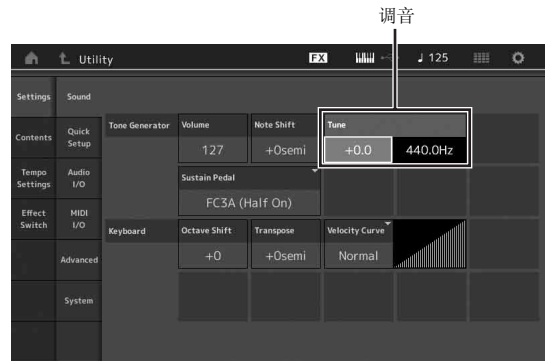 调音
Utility
FX
♩ 125
Settings
Sound
Contents
Quick Setup
Tempo Settings
Audio I/O
Effect Switch
MIDI I/O
Advanced
System
Tone Generator
Volume
Note Shift
Tune
127
+0semi
+0.0
440.0Hz
Sustain Pedal
FC3A (Half On)
Keyboard
Octave Shift
Transpose
Velocity Curve
+0
+0semi
Normal